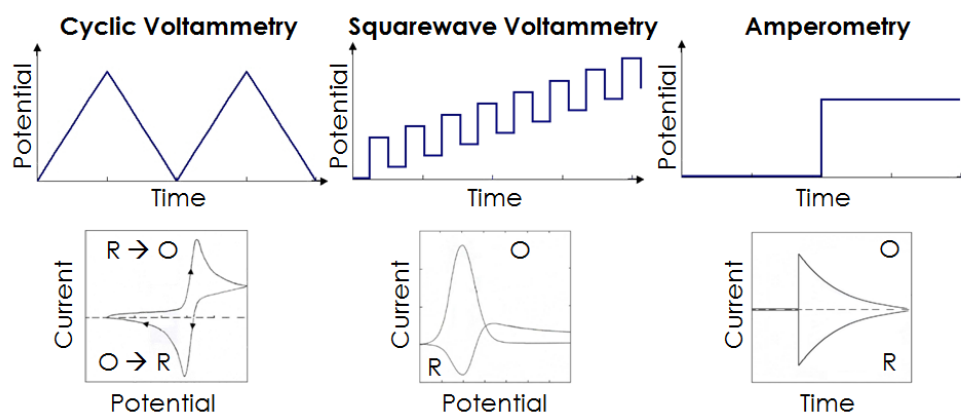 Cyclic Voltammetry
Squarewave Voltammetry
Amperometry
Potential
Time
Potential
Time
Potential
Time
R → O
O → R
Current
Potential
O
R
Current
Potential
O
R
Current
Time